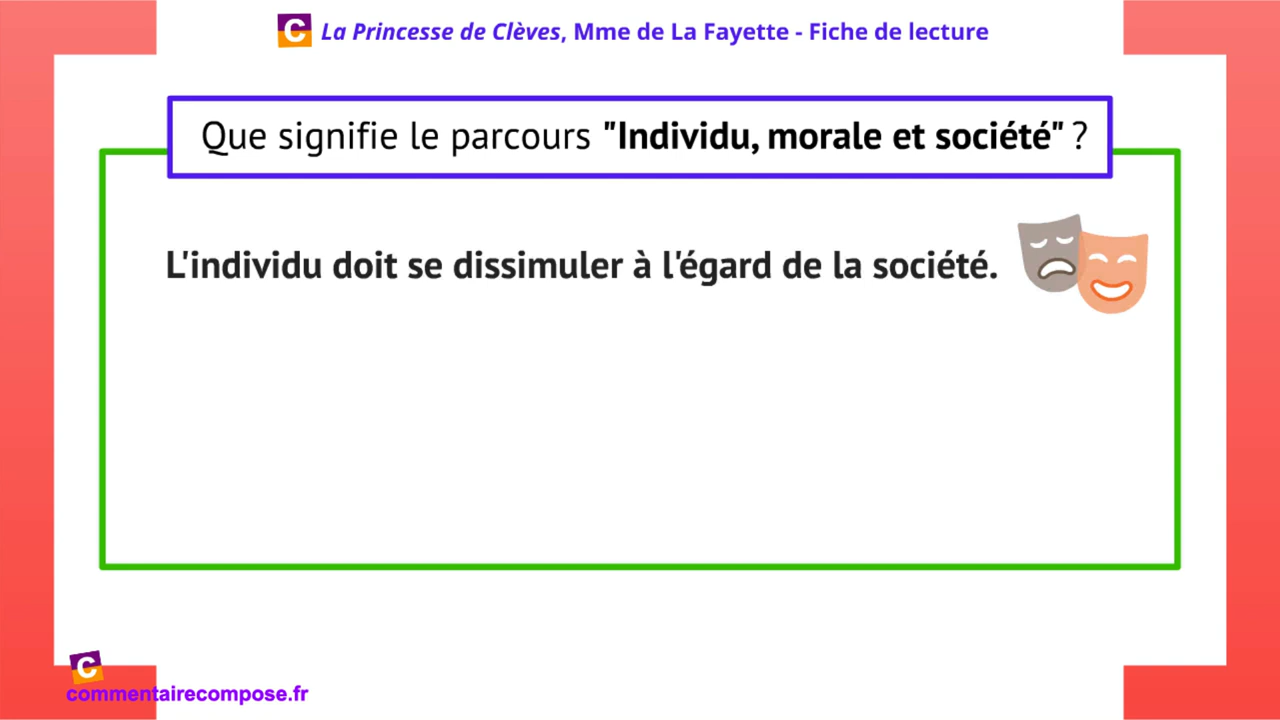 C La Princesse de Clèves, Mme de La Fayette - Fiche de lecture
Que signifie le parcours "Individu, morale et société" ?
L'individu doit se dissimuler à l'égard de la société.
C
commentairecompose.fr